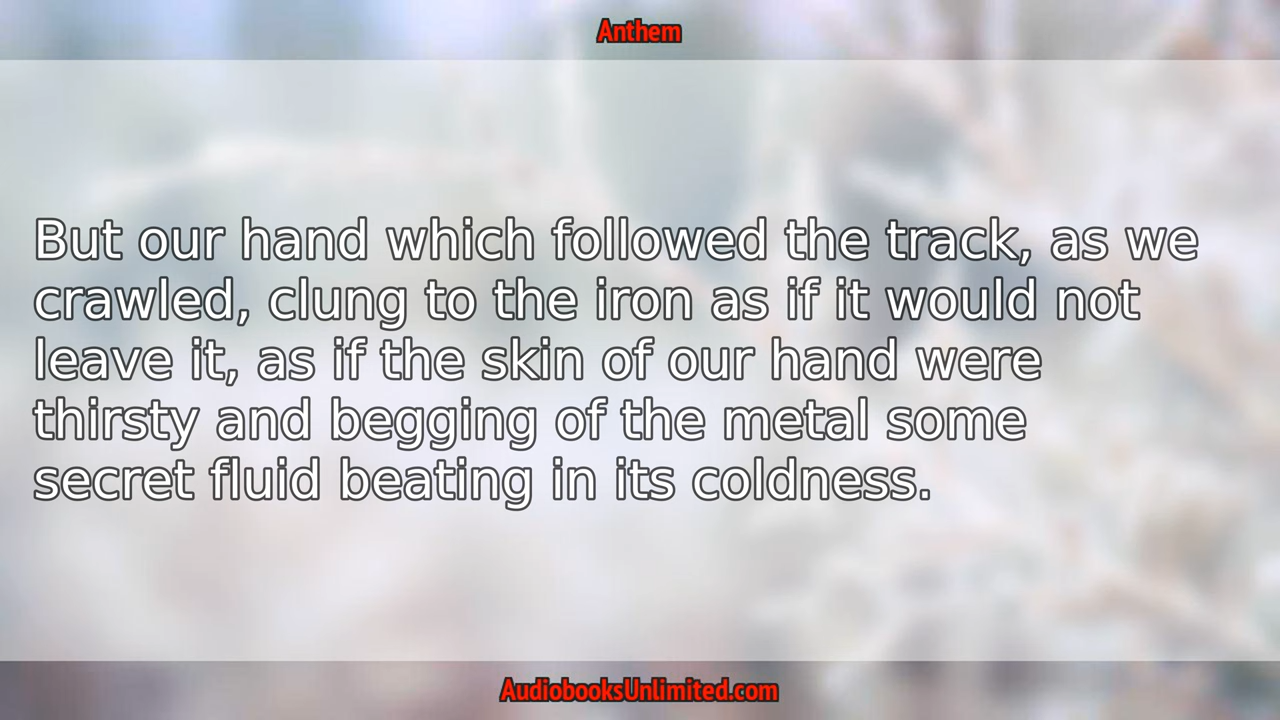 Anthem
But our hand which followed the track, as we
crawled, clung to the iron as if it would not
leave it, as if the skin of our hand were
thirsty and begging of the metal some
secret fluid beating in its coldness.
AudiobooksUnlimited.com